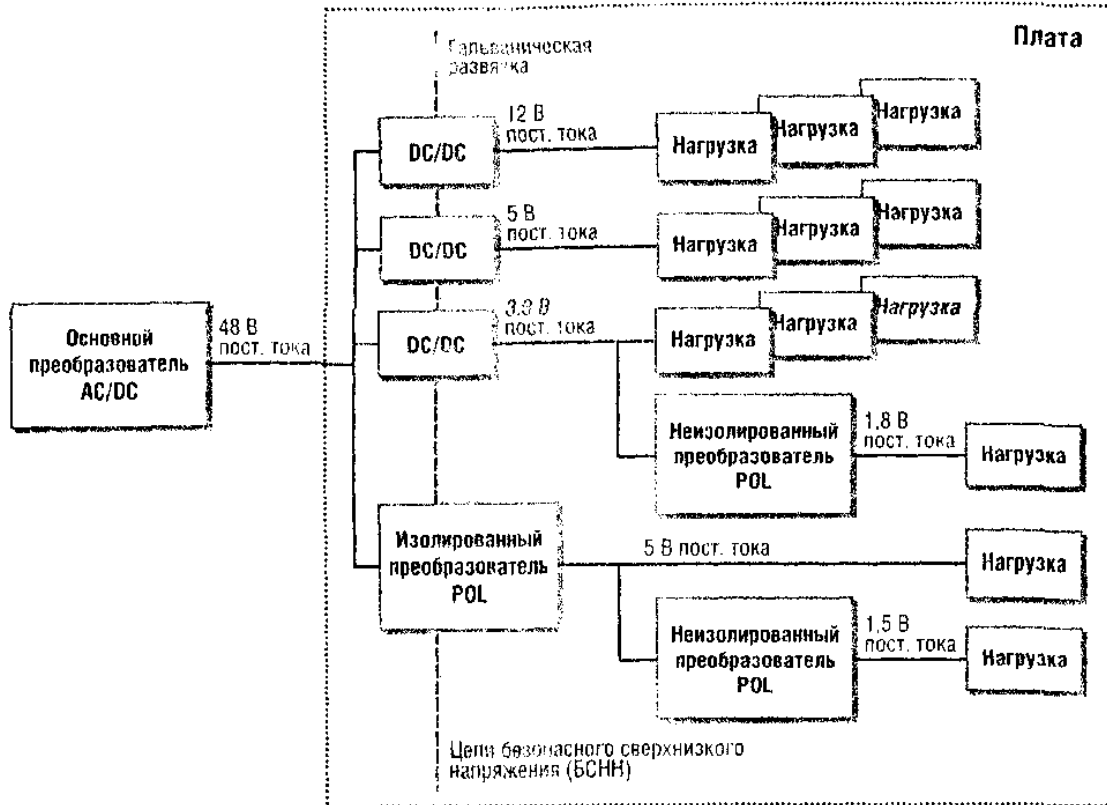 Плата
Гальваническая
развязка
12 В
пост. тока
DC/DC
Нагрузка
Нагрузка
Нагрузка
5 В
пост. тока
DC/DC
Нагрузка
Нагрузка
Нагрузка
3.3 В
пост. тока
DC/DC
Нагрузка
Нагрузка
Нагрузка
Основной
преобразователь
AC/DC
48 В
пост. тока
Неизолированный
преобразователь
POL
1,8 В
пост. тока
Нагрузка
Изолированный
преобразователь
POL
5 В пост. тока
Нагрузка
Неизолированный
преобразователь
POL
1,5 В
пост. тока
Нагрузка
Цепи безопасного сверхнизкого
напряжения (БСНН)